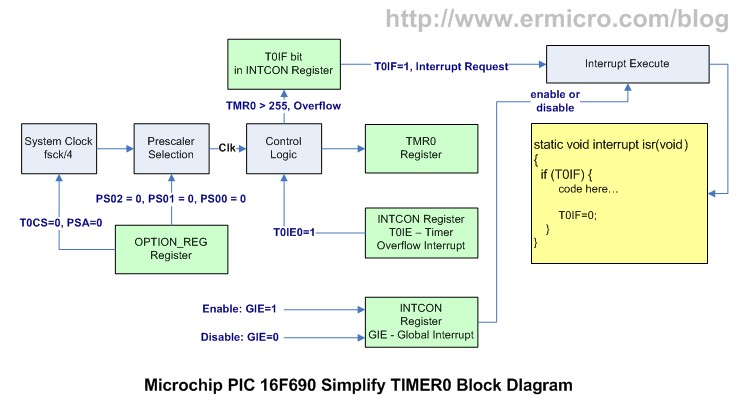 http://www.ermicro.com/blog
T0IF bit
in INTCON Register
T0IF=1, Interrupt Request
Interrupt Execute
enable or
disable
TMR0 > 255, Overflow
System Clock
fsck/4
Prescaler
Selection
Clk
Control
Logic
TMR0
Register
static void interrupt isr(void)
{
if (T0IF) {
code here...
T0IF=0;
}
}
PS02 = 0, PS01 = 0, PS00 = 0
T0CS=0, PSA=0
OPTION_REG
Register
T0IE0=1
INTCON Register
T0IE – Timer
Overflow Interrupt
Enable: GIE=1
Disable: GIE=0
INTCON
Register
GIE - Global Interrupt
Microchip PIC 16F690 Simplify TIMER0 Block DIagram